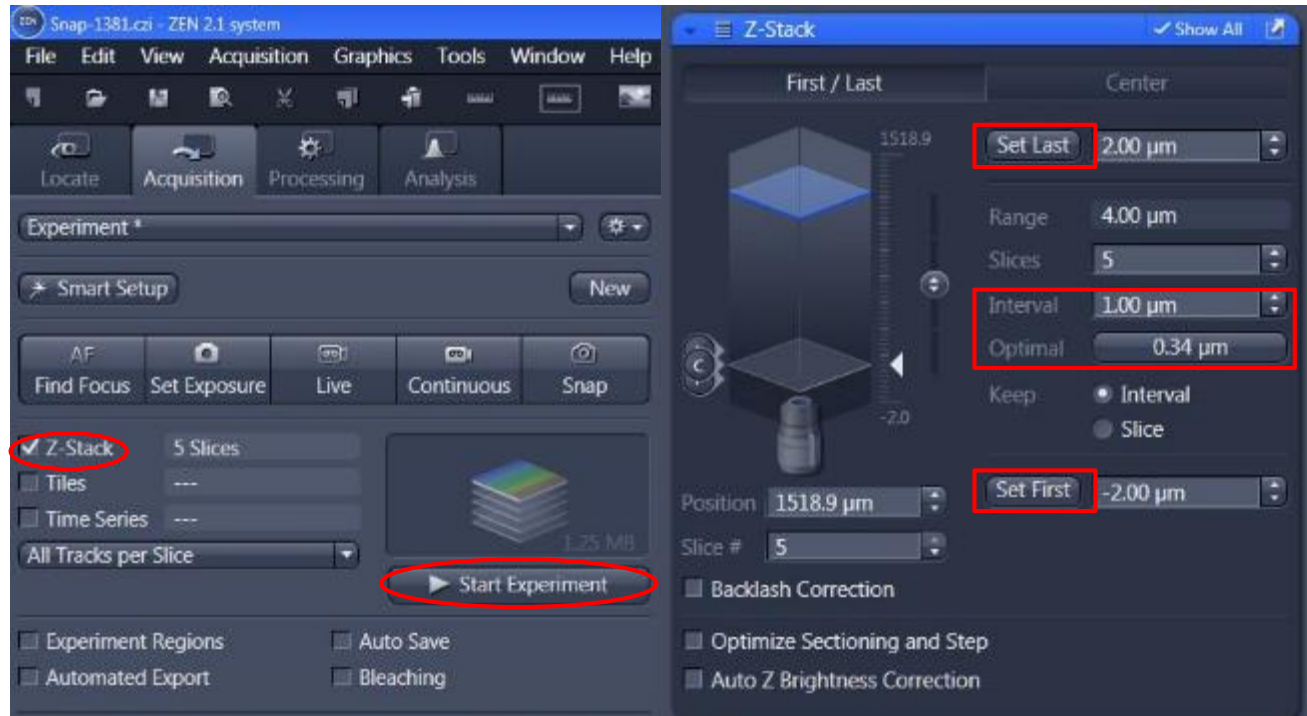 ZEN Snap-1381.czi - ZEN 2.1 system
File Edit View Acquisition Graphics Tools Window Help
Locate Acquisition Processing Analysis
Experiment *
Smart Setup New
AF
Find Focus Set Exposure Live Continuous Snap
Z-Stack 5 Slices
Tiles ---
Time Series ---
All Tracks per Slice
1.25 MB
Start Experiment
Experiment Regions Auto Save
Automated Export Bleaching
Z-Stack Show All
First / Last Center
1518.9
Set Last 2.00 µm
Range 4.00 µm
Slices 5
Interval 1.00 µm
Optimal 0.34 µm
Keep Interval
Slice
C
-2.0
Set First -2.00 µm
Position 1518.9 µm
Slice # 5
Backlash Correction
Optimize Sectioning and Step
Auto Z Brightness Correction